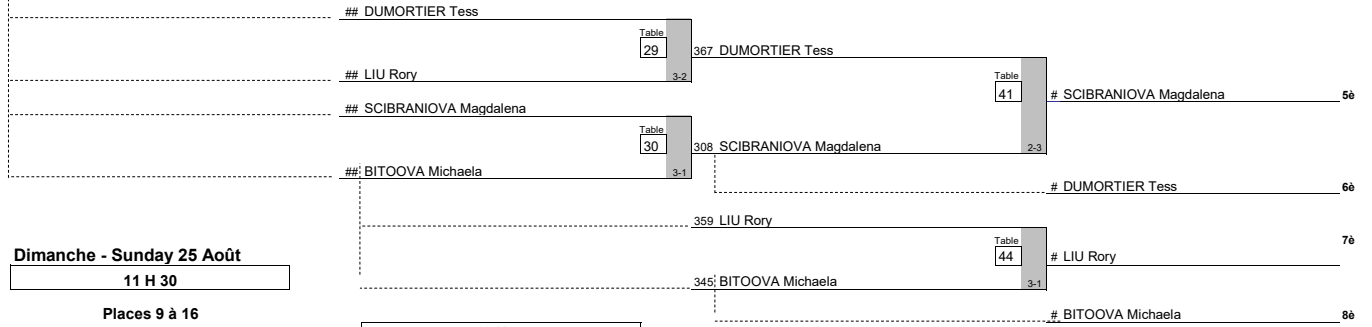 ## DUMORTIER Tess
Table
29
367 DUMORTIER Tess
## LIU Rory
3-2
Table
41
# SCIBRANIOVA Magdalena
5è
## SCIBRANIOVA Magdalena
Table
30
308 SCIBRANIOVA Magdalena
2-3
## BITOOVA Michaela
3-1
# DUMORTIER Tess
6è
359 LIU Rory
7è
Dimanche - Sunday 25 Août
Table
44
# LIU Rory
11 H 30
345 BITOOVA Michaela
3-1
Places 9 à 16
# BITOOVA Michaela
8è